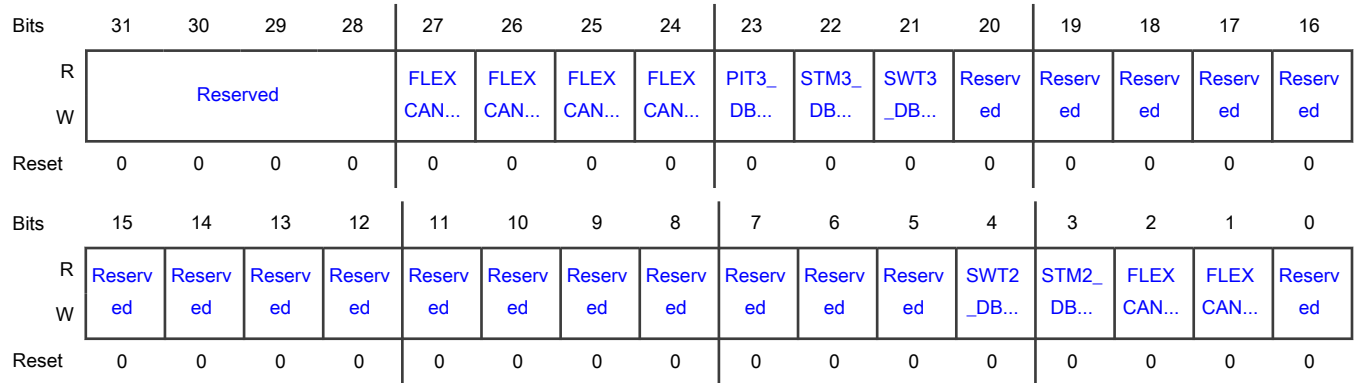 Bits 31 30 29 28 27 26 25 24 23 22 21 20 19 18 17 16
R Reserved FLEX CAN... FLEX CAN... FLEX CAN... FLEX CAN... PIT3_ DB... STM3_ DB... SWT3 _DB... Reserv ed Reserv ed Reserv ed Reserv ed Reserv ed
W
Reset 0 0 0 0 0 0 0 0 0 0 0 0 0 0 0 0
Bits 15 14 13 12 11 10 9 8 7 6 5 4 3 2 1 0
R Reserv ed Reserv ed Reserv ed Reserv ed Reserv ed Reserv ed Reserv ed Reserv ed Reserv ed Reserv ed Reserv ed SWT2 _DB... STM2_ DB... FLEX CAN... FLEX CAN... Reserv ed
W
Reset 0 0 0 0 0 0 0 0 0 0 0 0 0 0 0 0